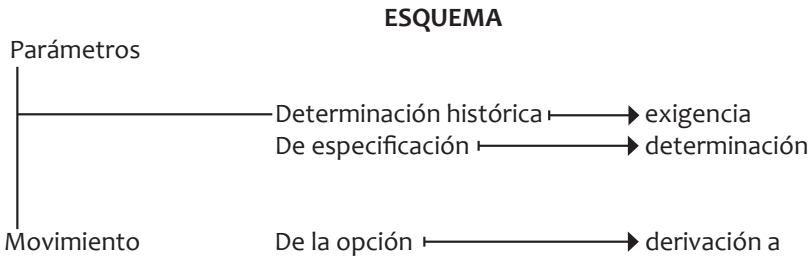 ESQUEMA
Parámetros
Determinación histórica exigencia
De especificación determinación
Movimiento De la opción derivación a